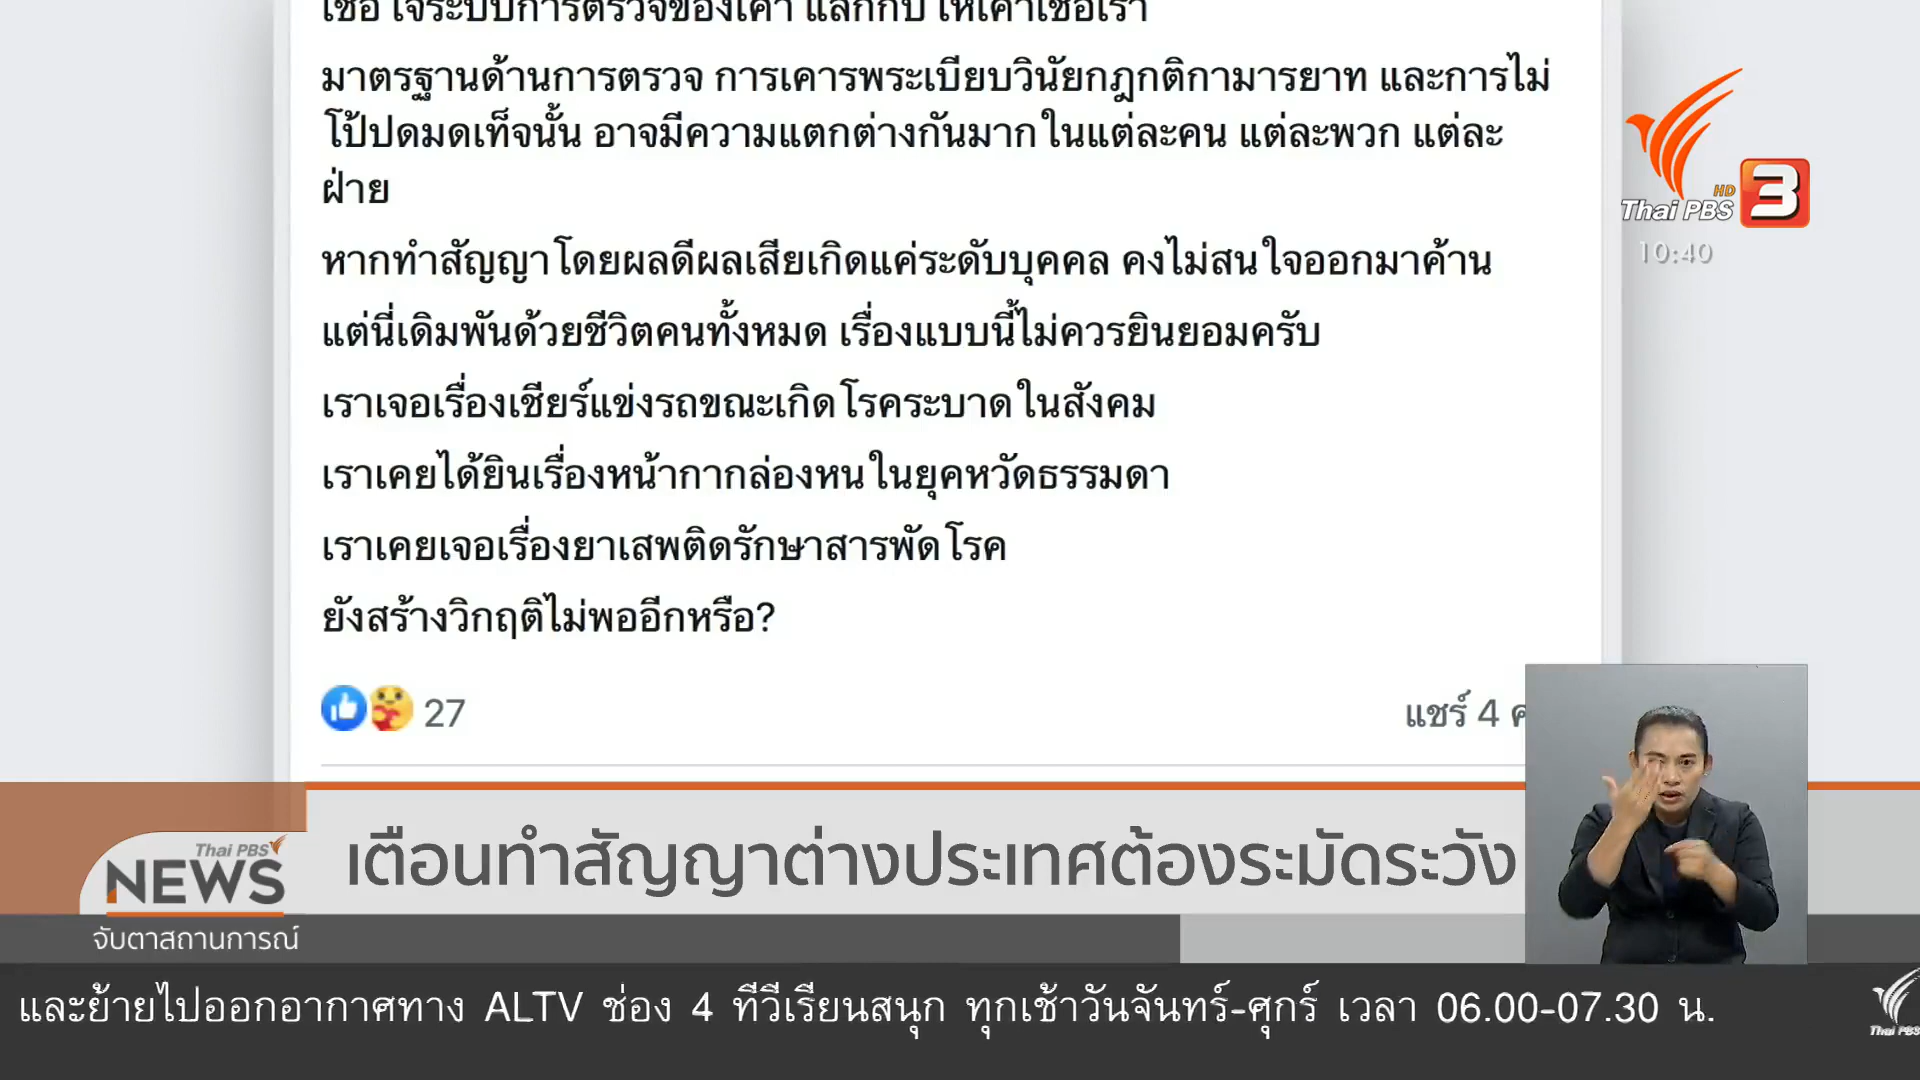 มาตรฐานด้านการตรวจ การเคารพระเบียบวินัยกฎกติกามารยาท และการไม่
โป้ปดมดเท็จนั้น อาจมีความแตกต่างกันมากในแต่ละคน แต่ละพวก แต่ละ
ฝ่าย
หากทำสัญญาโดยผลดีผลเสียเกิดแค่ระดับบุคคล คงไม่สนใจออกมาค้าน
แต่นี่เดิมพันด้วยชีวิตคนทั้งหมด เรื่องแบบนี้ไม่ควรยินยอมครับ
เราเจอเรื่องเชียร์แข่งรถขณะเกิดโรคระบาดในสังคม
เราเคยได้ยินเรื่องหน้ากากล่องหนในยุคหวัดธรรมดา
เราเคยเจอเรื่องยาเสพติดรักษาสารพัดโรค
ยังสร้างวิกฤติไม่พออีกหรือ?
27
แชร์ 4
Thai PBS HD 3
10:40
Thai PBS
NEWS
เตือนทำสัญญาต่างประเทศต้องระมัดระวัง
จับตาสถานการณ์
และย้ายไปออกอากาศทาง ALTV ช่อง 4 ทีวีเรียนสนุก ทุกเช้าวันจันทร์-ศุกร์ เวลา 06.00-07.30 น.
Thai PBS